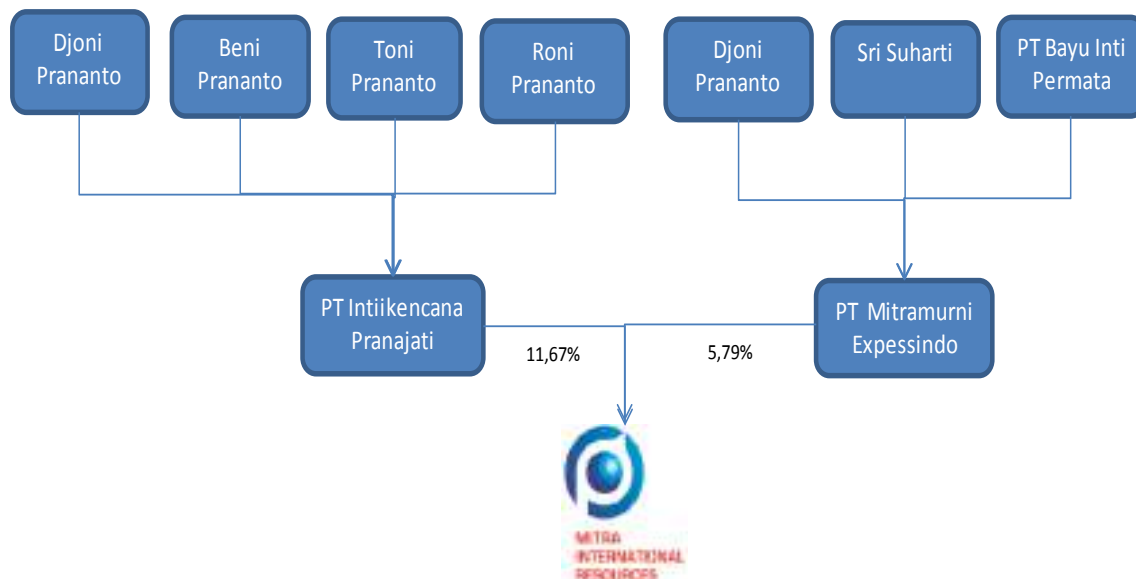 Djoni
Prananto
Beni
Prananto
Toni
Prananto
Roni
Prananto
Djoni
Prananto
Sri Suharti
PT Bayu Inti
Permata
PT Intiikencana
Pranajati
PT Mitramurni
Expessindo
11,67%
5,79%
MITRA
INTERNATIONAL
RESOURCES